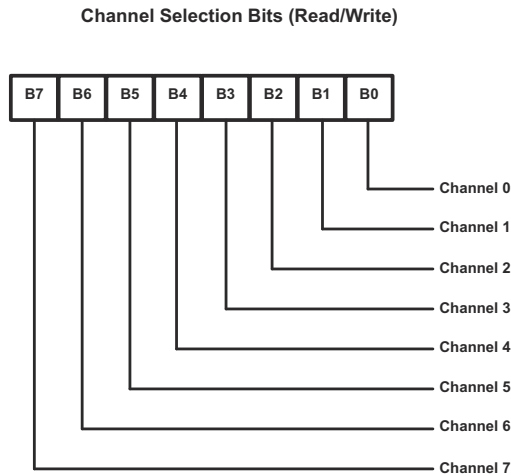 Channel Selection Bits (Read/Write)
B7 B6 B5 B4 B3 B2 B1 B0
Channel 0
Channel 1
Channel 2
Channel 3
Channel 4
Channel 5
Channel 6
Channel 7